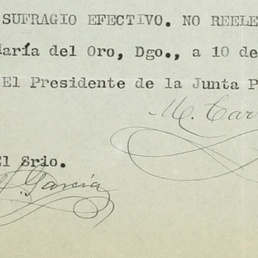 SUFRAGIO EFECTIVO. NO REELE
María del Oro, Dgo., a 10 de
El Presidente de la Junta P
M. Car
El Srio.
García